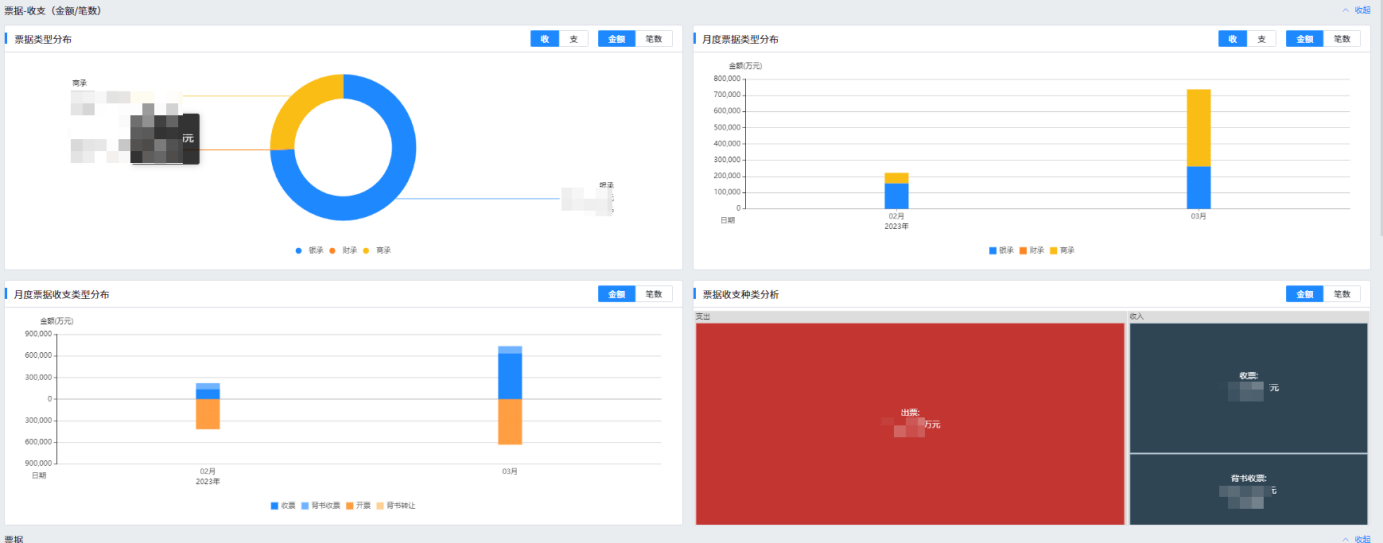 票据-收支（金额/笔数）
收起
票据类型分布
收 支 金额 笔数
商承
万元
银承
银承 财承 商承
月度票据类型分布
收 支 金额 笔数
金额(万元)
800,000
700,000
600,000
500,000
400,000
300,000
200,000
100,000
0
日期
02月
2023年
03月
银承 财承 商承
月度票据收支类型分布
金额 笔数
金额(万元)
900,000
600,000
300,000
0
300,000
600,000
900,000
日期
02月
2023年
03月
收票 背书收票 开票 背书转让
票据收支种类分析
金额 笔数
支出
收入
出票:
万元
收票:
元
背书收票:
元
票据
收起